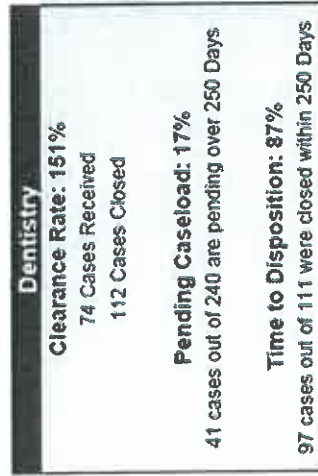 Dentistry
Clearance Rate: 151%
74 Cases Received
112 Cases Closed
Pending Caseload: 17%
41 cases out of 240 are pending over 250 Days
Time to Disposition: 87%
97 cases out of 111 were closed within 250 Days